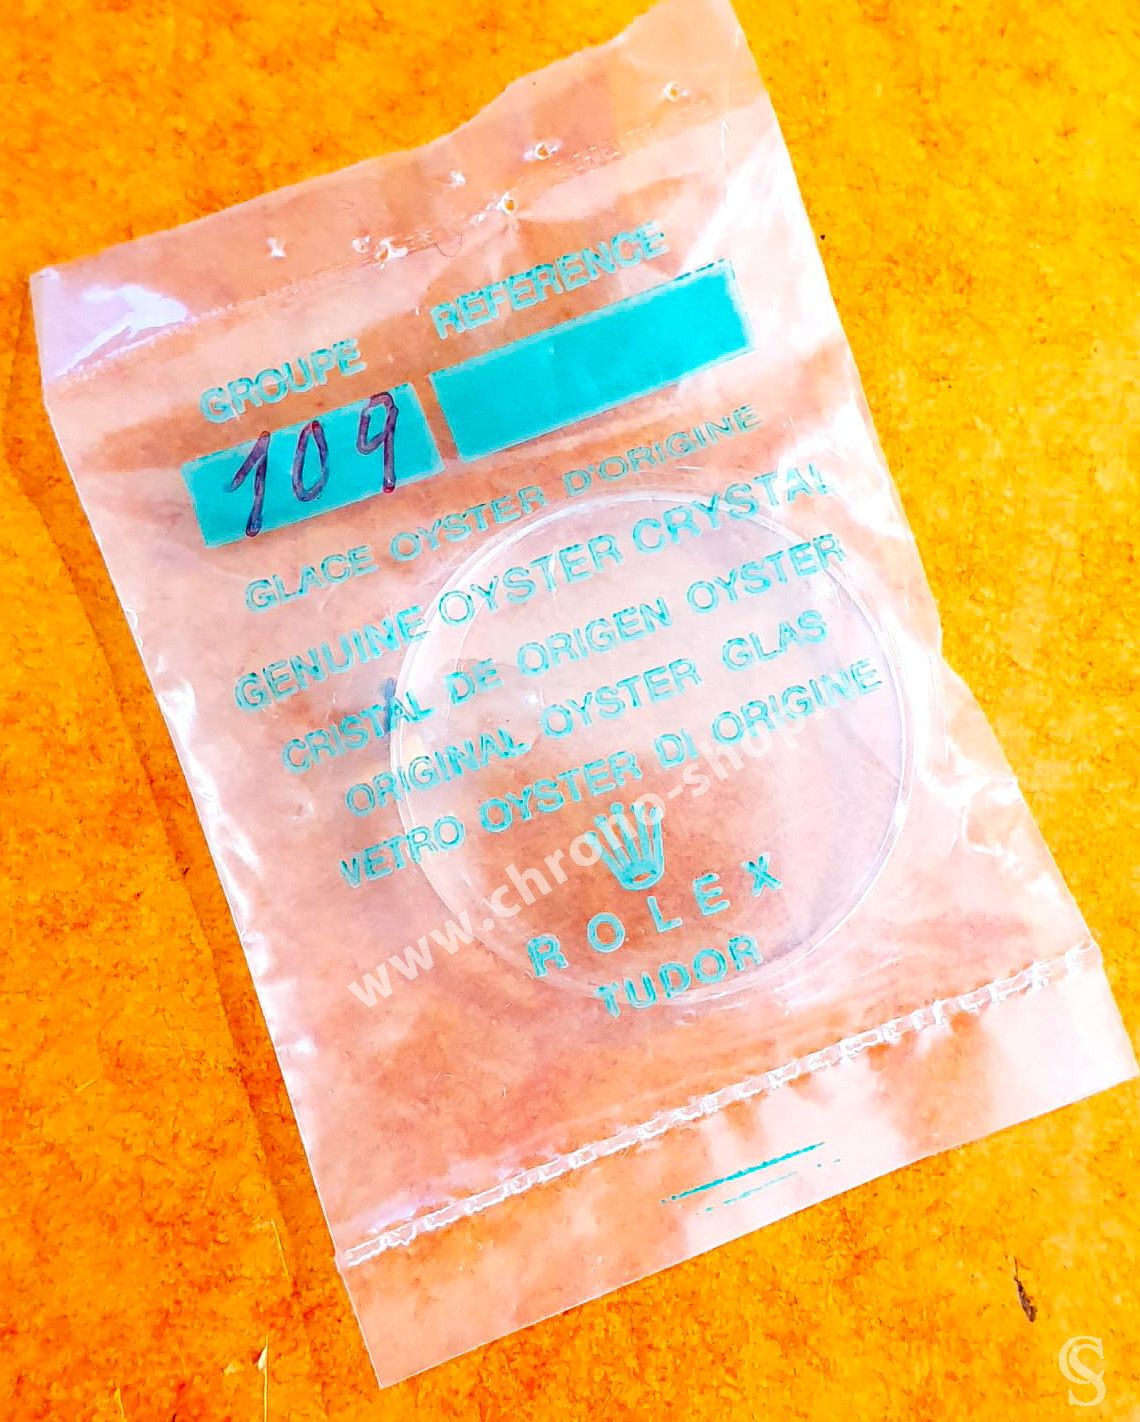 GROUPE REFERENCE
109
GLACE OYSTER D'ORIGINE
GENUINE OYSTER CRYSTAL
CRISTAL DE ORIGEN OYSTER
ORIGINAL OYSTER GLAS
VETRO OYSTER DI ORIGINE
ROLEX
TUDOR
www.chrono-shop